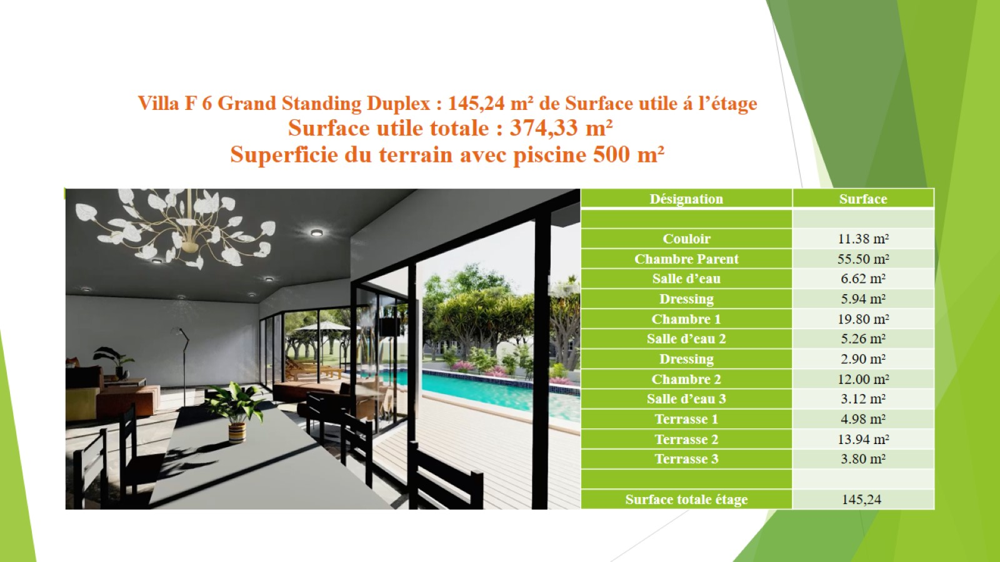 Villa F 6 Grand Standing Duplex : 145,24 m² de Surface utile á l’étage
Surface utile totale : 374,33 m²
Superficie du terrain avec piscine 500 m²
Désignation Surface
Couloir 11.38 m²
Chambre Parent 55.50 m²
Salle d’eau 6.62 m²
Dressing 5.94 m²
Chambre 1 19.80 m²
Salle d’eau 2 5.26 m²
Dressing 2.90 m²
Chambre 2 12.00 m²
Salle d’eau 3 3.12 m²
Terrasse 1 4.98 m²
Terrasse 2 13.94 m²
Terrasse 3 3.80 m²
Surface totale étage 145,24